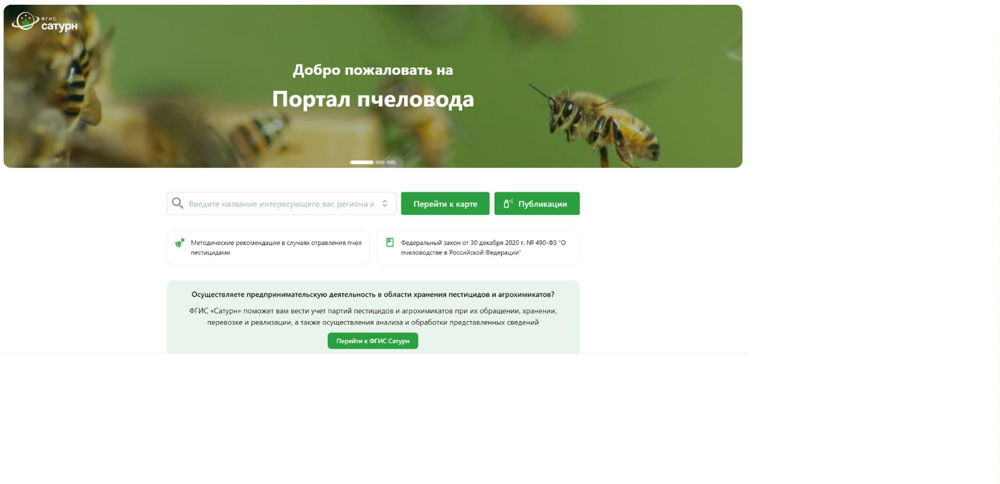 ФГИС
сатурн
Добро пожаловать на
Портал пчеловода
Введите название интересующего вас региона и
Перейти к карте
Публикации
Методические рекомендации в случаях отравления пчел
пестицидами
Федеральный закон от 30 декабря 2020 г. № 490-ФЗ "О
пчеловодстве в Российской Федерации"
Осуществляете предпринимательскую деятельность в области хранения пестицидов и агрохимикатов?
ФГИС «Сатурн» поможет вам вести учет партий пестицидов и агрохимикатов при их обращении, хранении,
перевозке и реализации, а также осуществления анализа и обработки представленных сведений
Перейти к ФГИС Сатурн